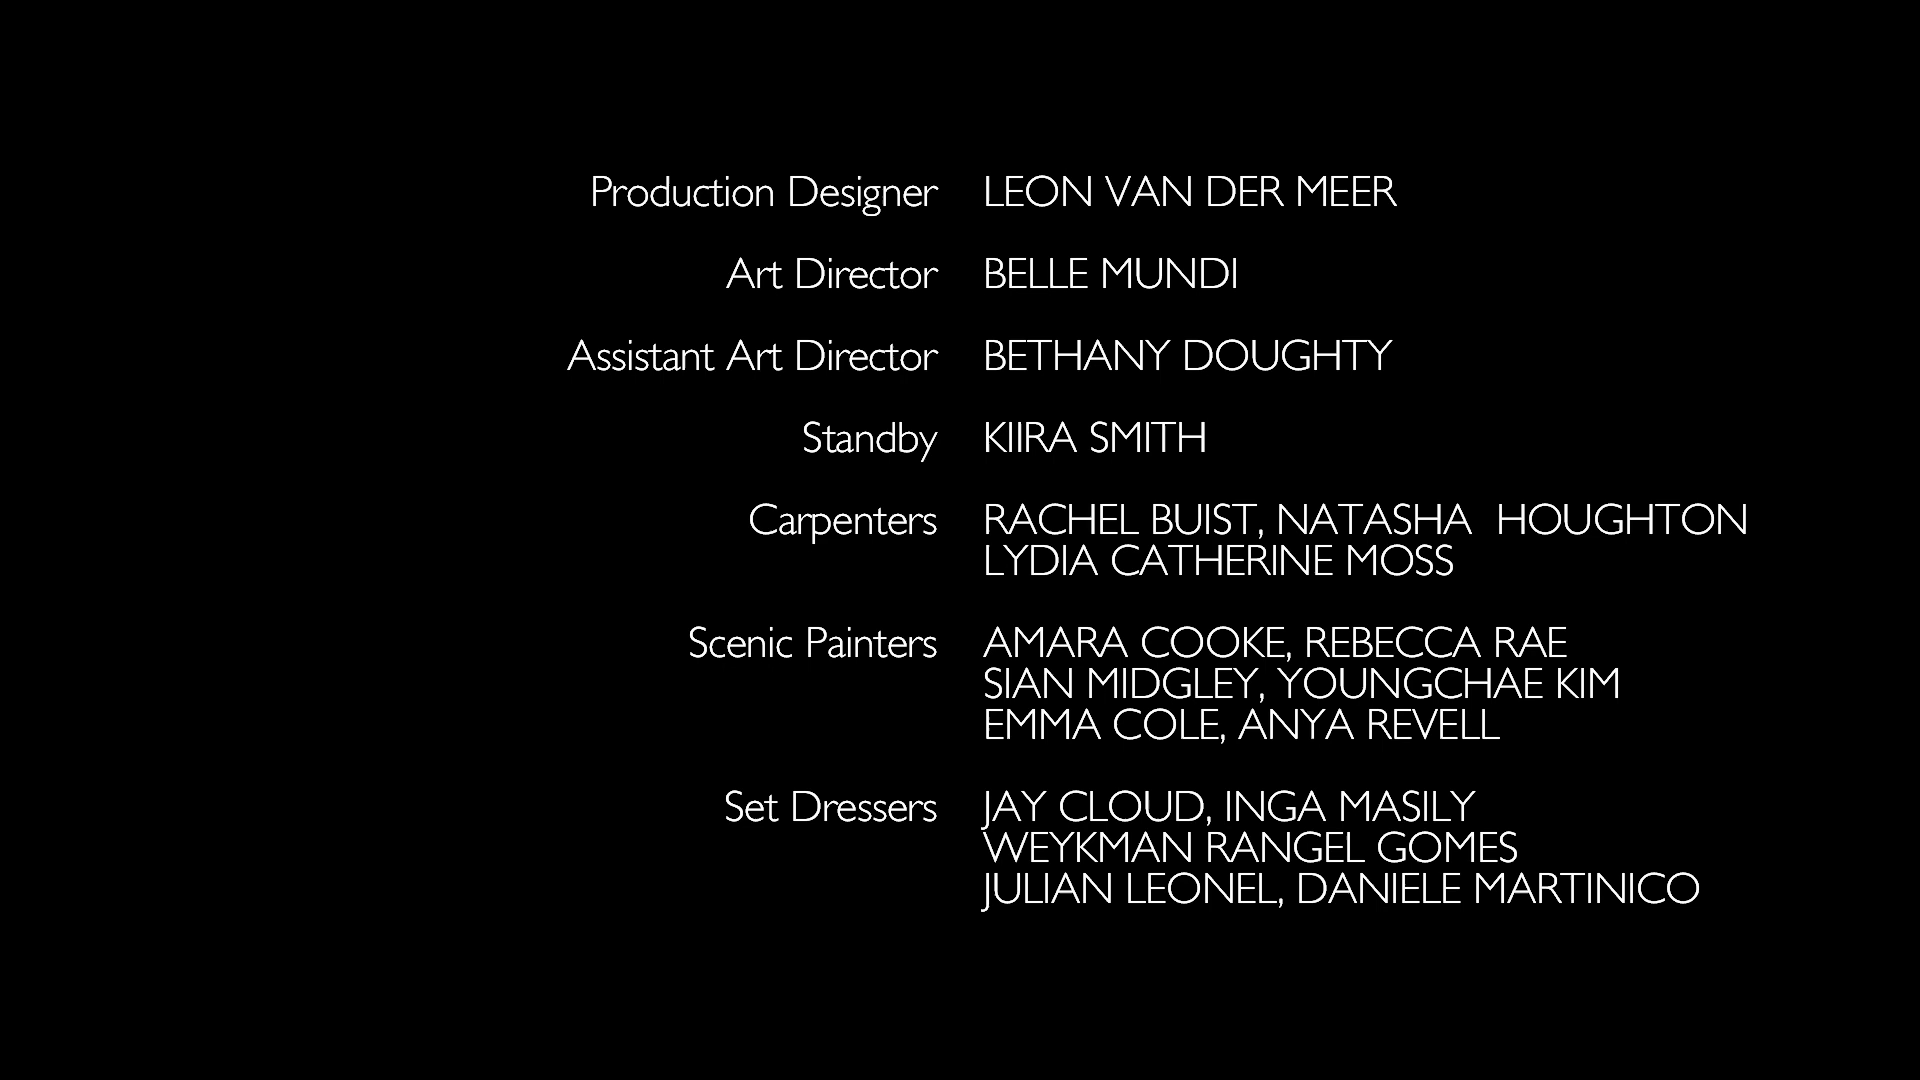 Production Designer LEON VAN DER MEER
Art Director BELLE MUNDI
Assistant Art Director BETHANY DOUGHTY
Standby KIIRA SMITH
Carpenters RACHEL BUIST, NATASHA  HOUGHTON
LYDIA CATHERINE MOSS
Scenic Painters AMARA COOKE, REBECCA RAE
SIAN MIDGLEY, YOUNGCHAE KIM
EMMA COLE, ANYA REVELL
Set Dressers JAY CLOUD, INGA MASILY
WEYKMAN RANGEL GOMES
JULIAN LEONEL, DANIELE MARTINICO